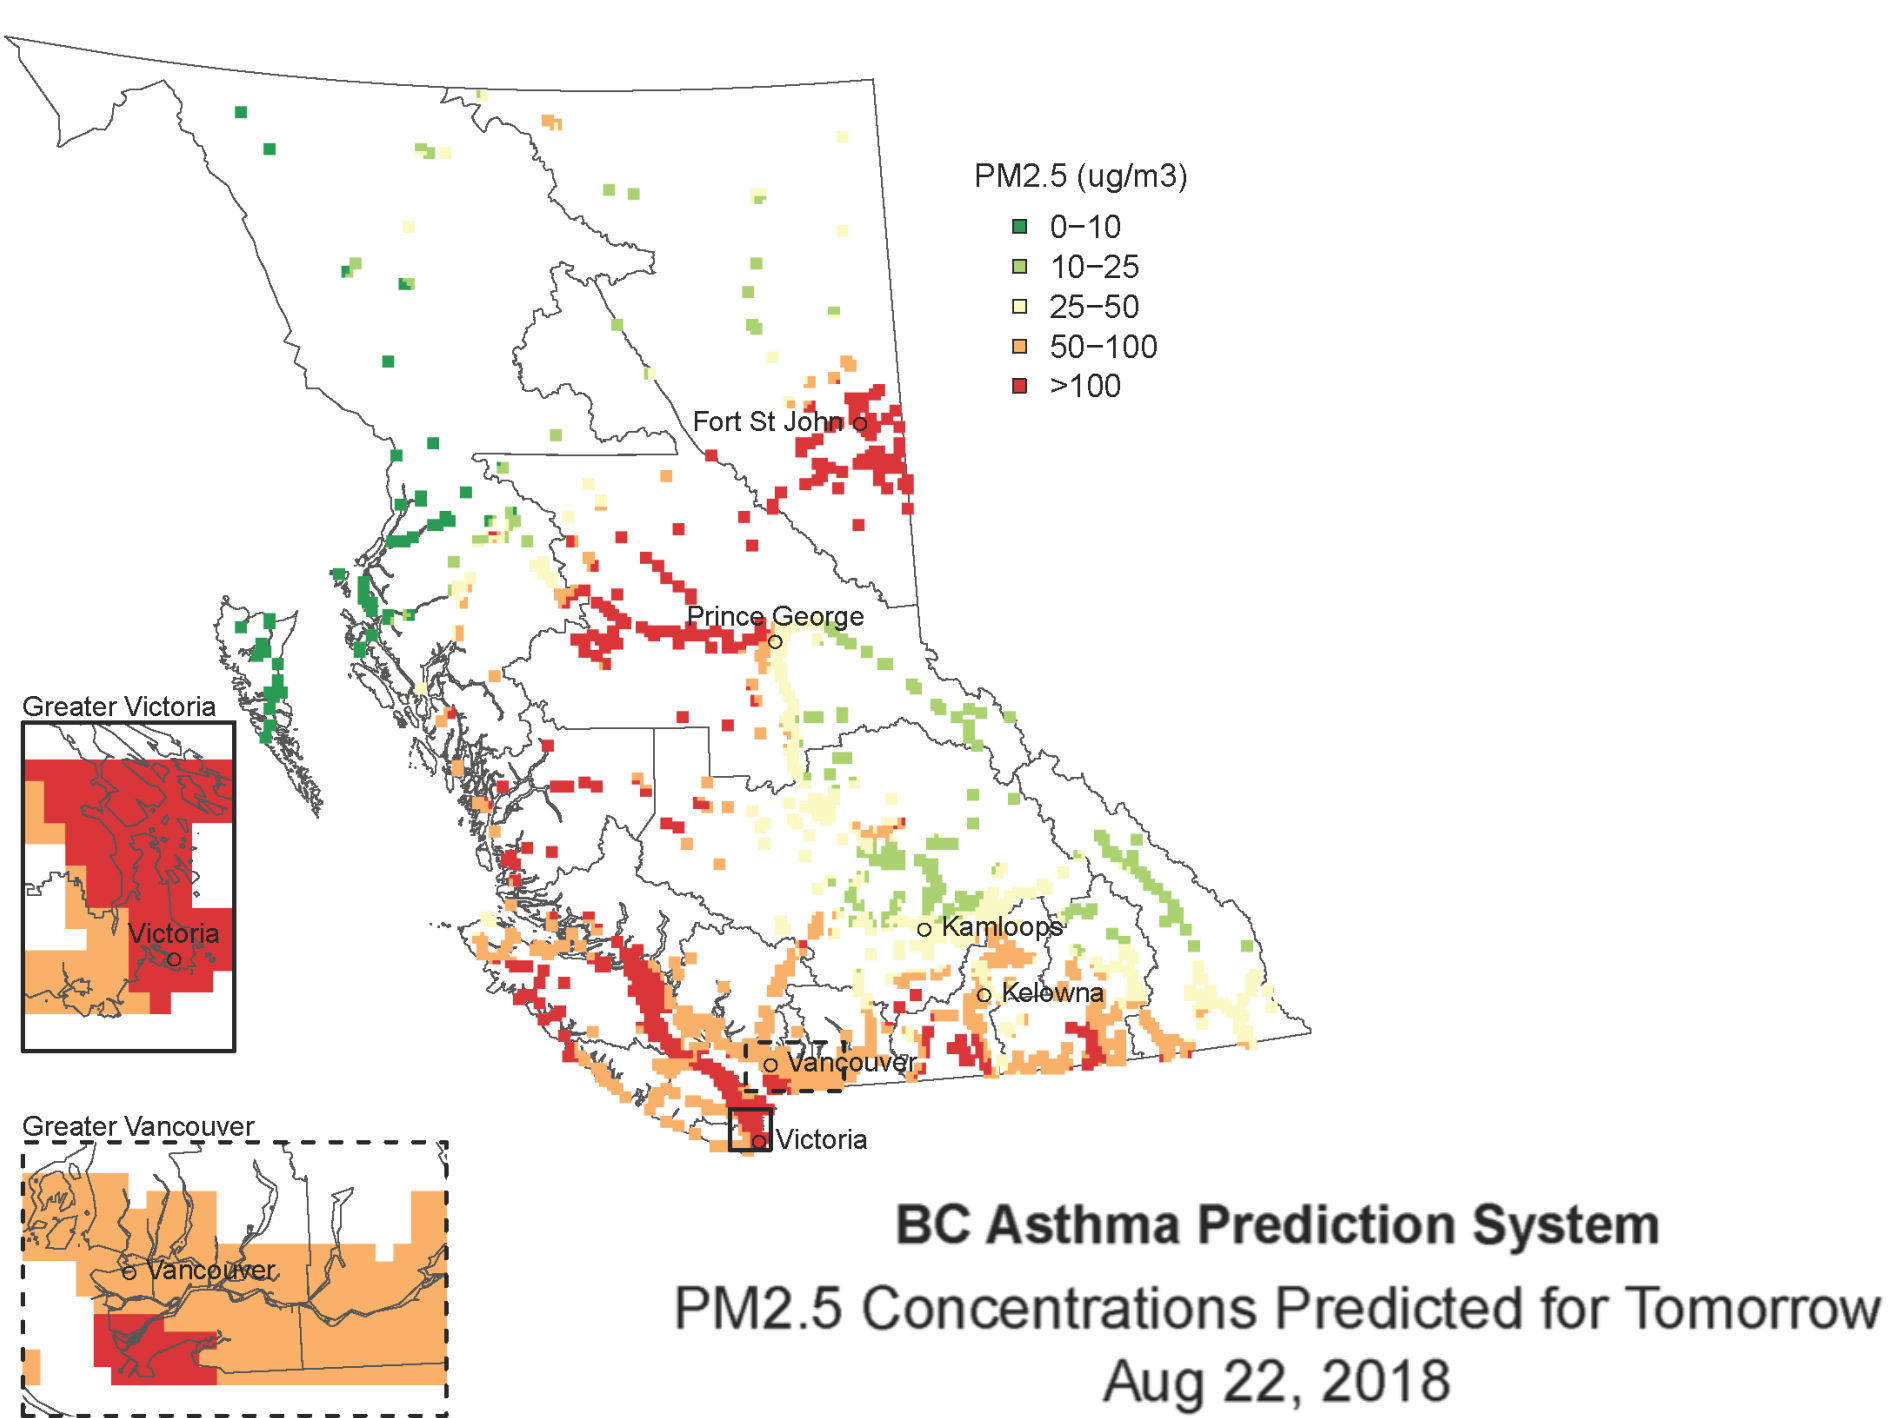 PM2.5 (ug/m3)
0−10
10−25
25−50
50−100
>100
Fort St John
Prince George
Greater Victoria
Victoria
Kamloops
Kelowna
Vancouver
Victoria
Greater Vancouver
Vancouver
BC Asthma Prediction System
PM2.5 Concentrations Predicted for Tomorrow
Aug 22, 2018